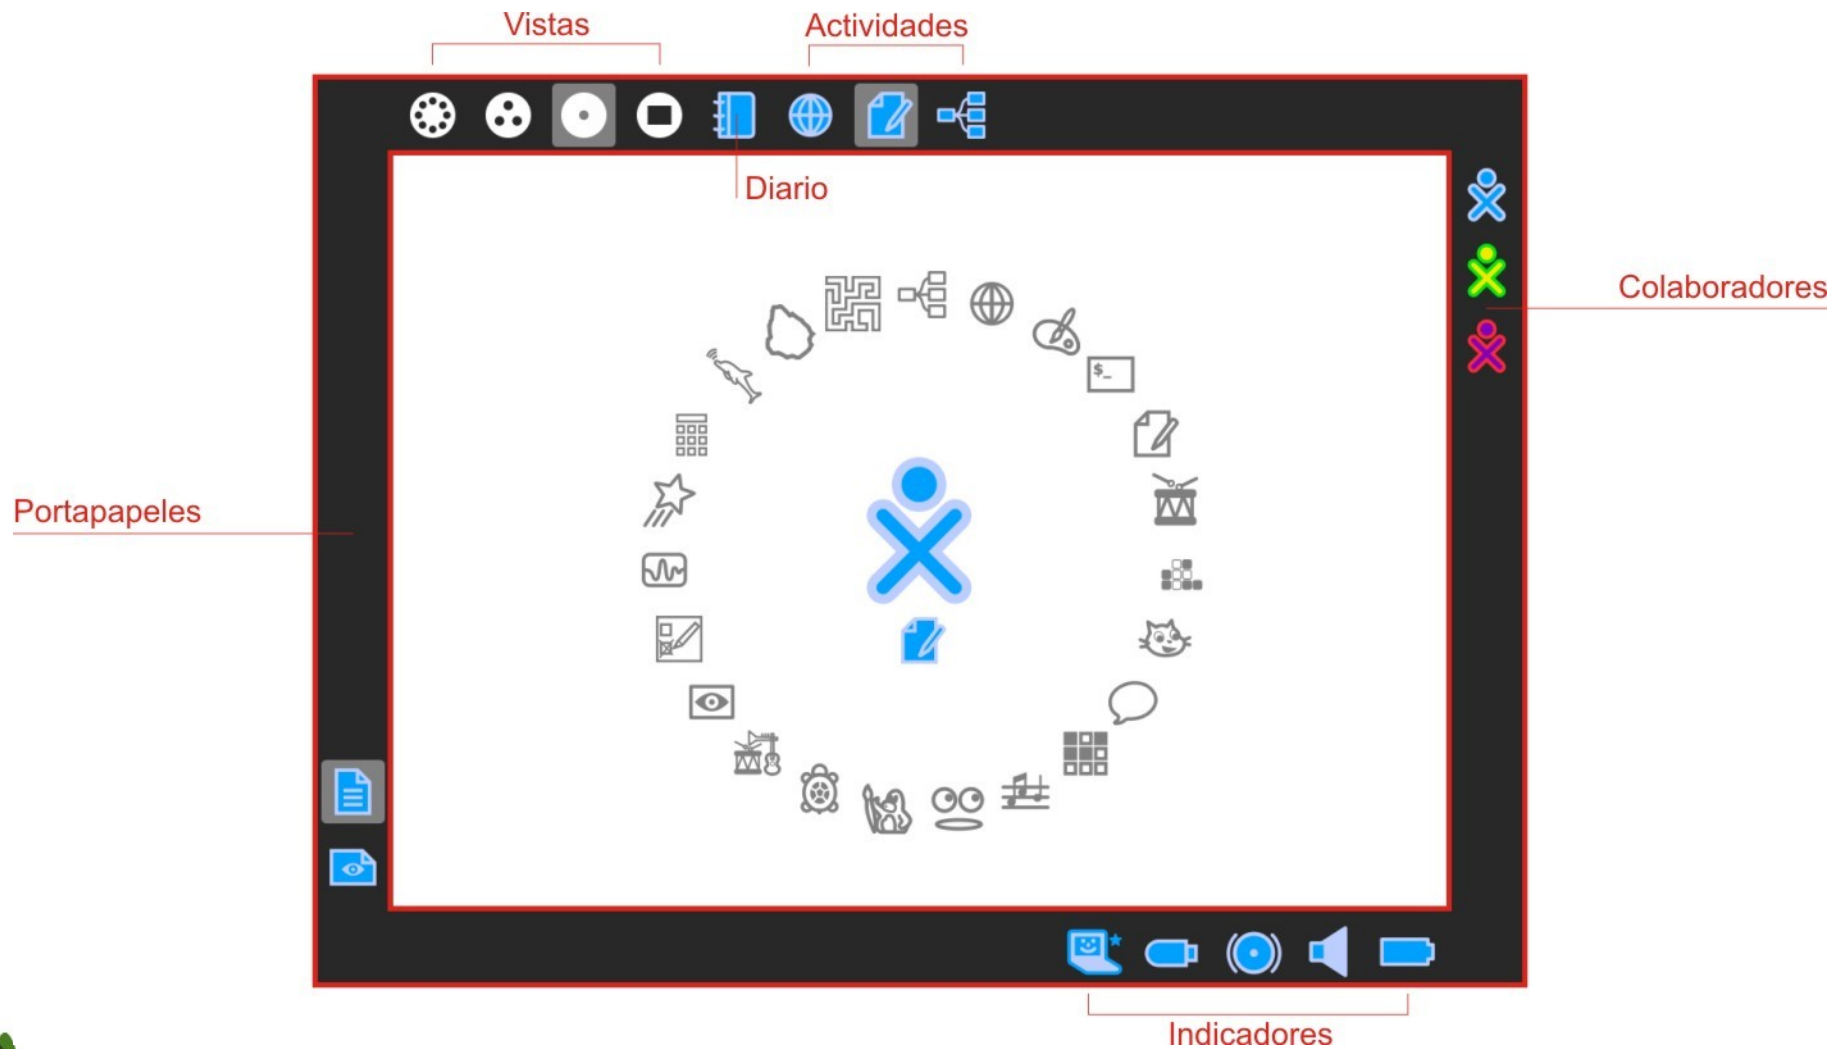 Vistas
Actividades
Diario
Colaboradores
$_
Portapapeles
Indicadores